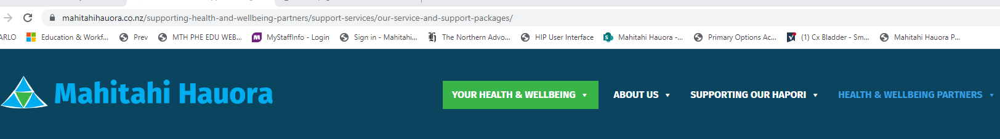 mahitahihauora.co.nz/supporting-health-and-wellbeing-partners/support-services/our-service-and-support-packages/
ARLO Education & Workf... Prev MTH PHE EDU WEB... MyStaffInfo - Login Sign in - Mahitahi... The Northern Advo... HIP User Interface Mahitahi Hauora -... Primary Options Ac... (1) Cx Bladder - Sm... Mahitahi Hauora P...
Mahitahi Hauora YOUR HEALTH & WELLBEING ABOUT US SUPPORTING OUR HAPORI HEALTH & WELLBEING PARTNERS